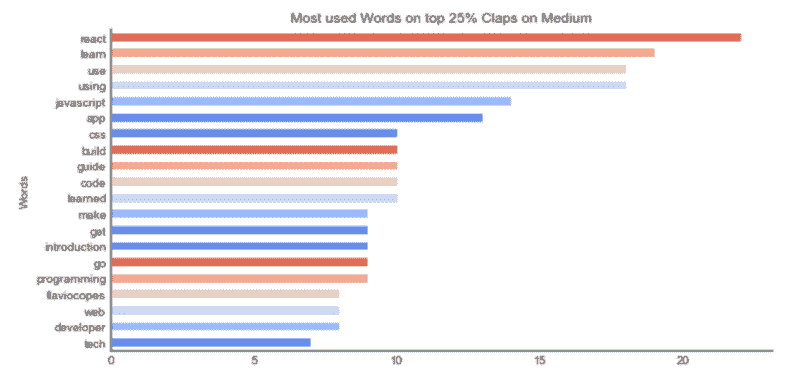 Most used Words on top 25% Claps on Medium
react
learn
use
using
javascript
app
css
build
guide
code
learned
make
get
introduction
go
programming
flaviocopes
web
developer
tech
Words
0 5 10 15 20